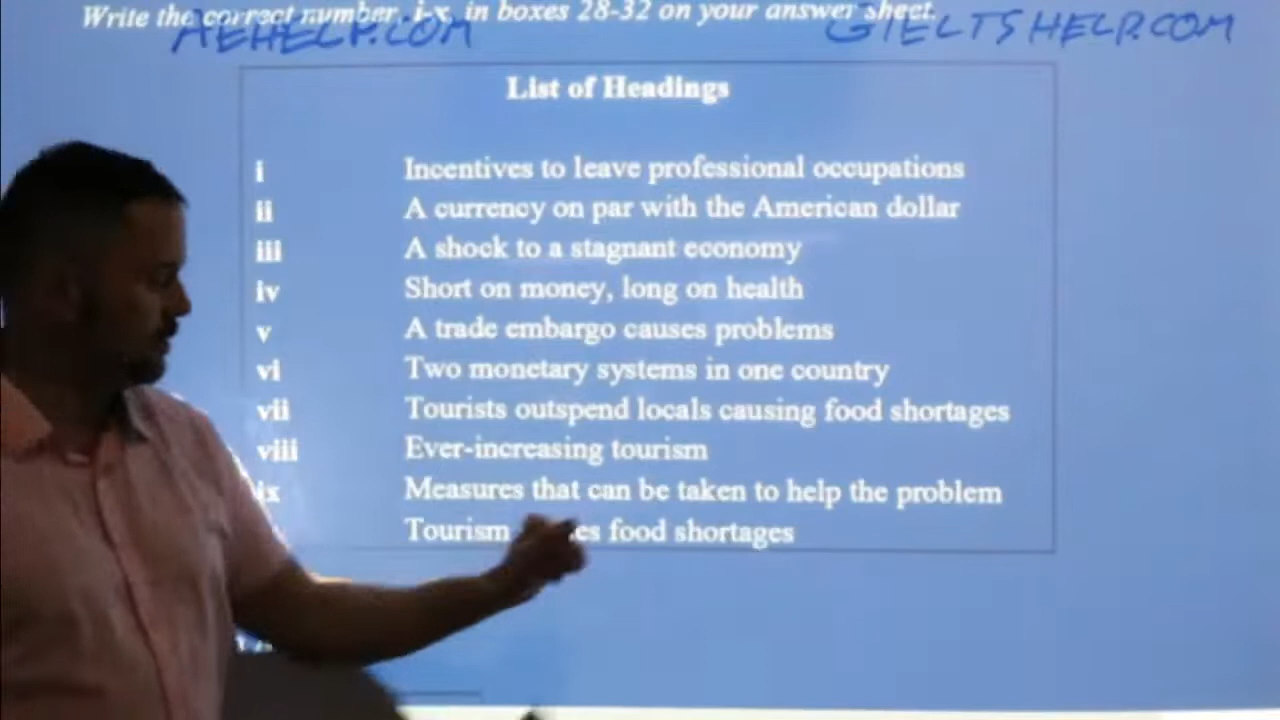 Write the correct number, i-x, in boxes 28-32 on your answer sheet.
AEHELP.COM GIELTSHELP.COM
List of Headings
i Incentives to leave professional occupations
ii A currency on par with the American dollar
iii A shock to a stagnant economy
iv Short on money, long on health
v A trade embargo causes problems
vi Two monetary systems in one country
vii Tourists outspend locals causing food shortages
viii Ever-increasing tourism
ix Measures that can be taken to help the problem
Tourism food shortages